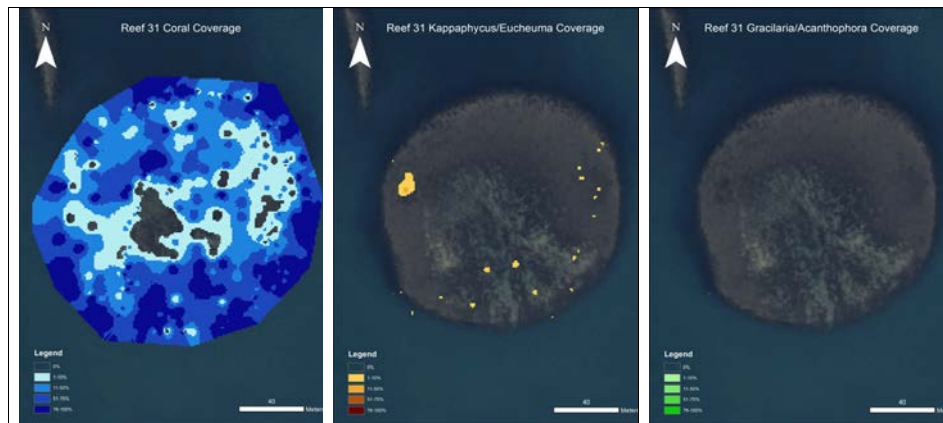 N
Reef 31 Coral Coverage
Legend
0%
1-10%
11-50%
51-75%
76-100%
40
Meters
N
Reef 31 Kappaphycus/Eucheuma Coverage
Legend
0%
1-10%
11-50%
51-75%
76-100%
40
Meters
N
Reef 31 Gracilaria/Acanthophora Coverage
Legend
0%
1-10%
11-50%
51-75%
76-100%
40